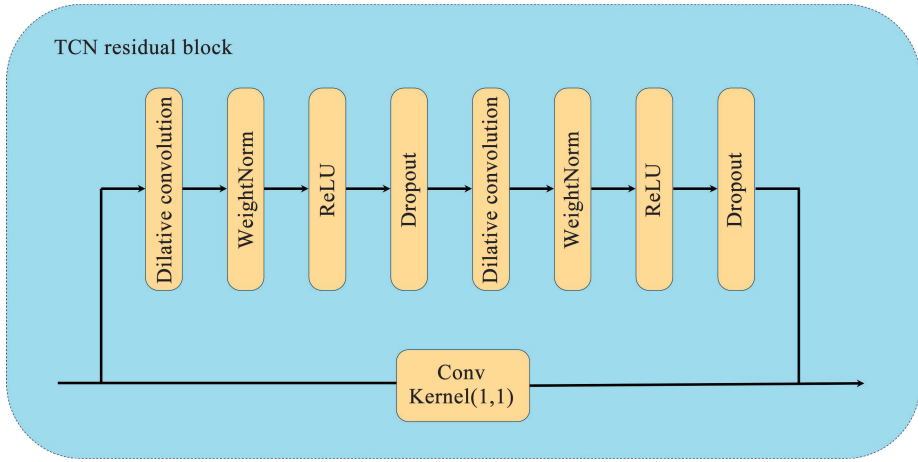 TCN residual block
Dilative convolution
WeightNorm
ReLU
Dropout
Dilative convolution
WeightNorm
ReLU
Dropout
Conv
Kernel(1,1)